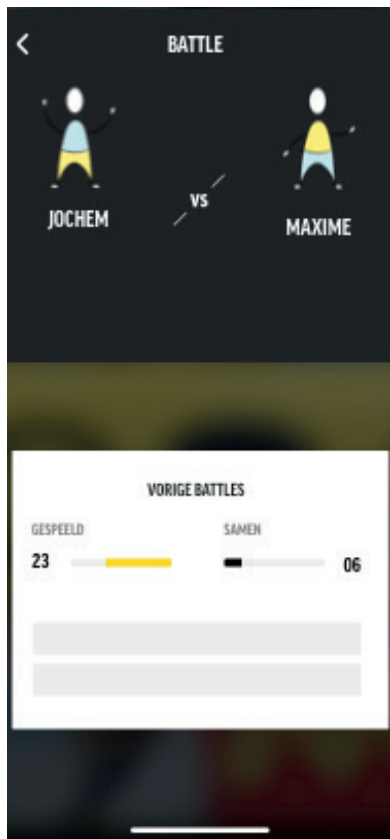 BATTLE
JOCHEM
VS
MAXIME
VORIGE BATTLES
GESPEELD SAMEN
23 06